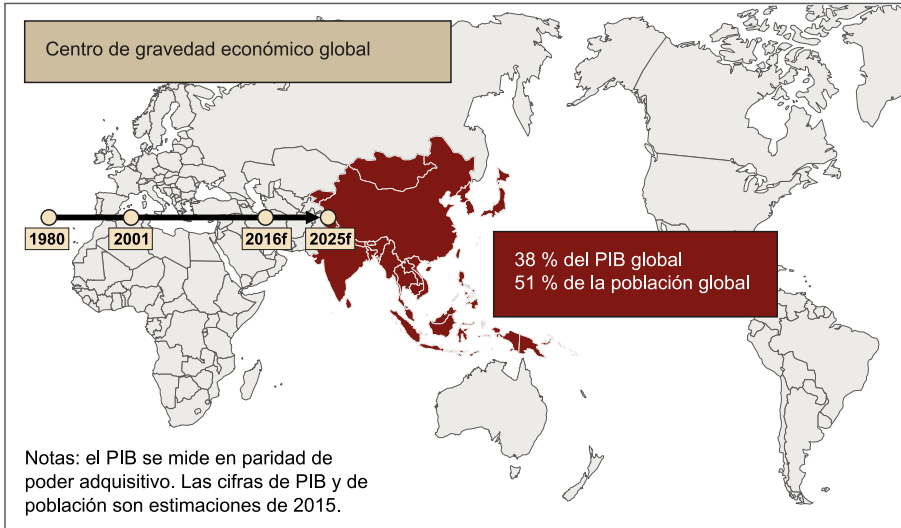 Centro de gravedad económico global
1980
2001
2016f
2025f
38 % del PIB global
51 % de la población global
Notas: el PIB se mide en paridad de
poder adquisitivo. Las cifras de PIB y de
población son estimaciones de 2015.